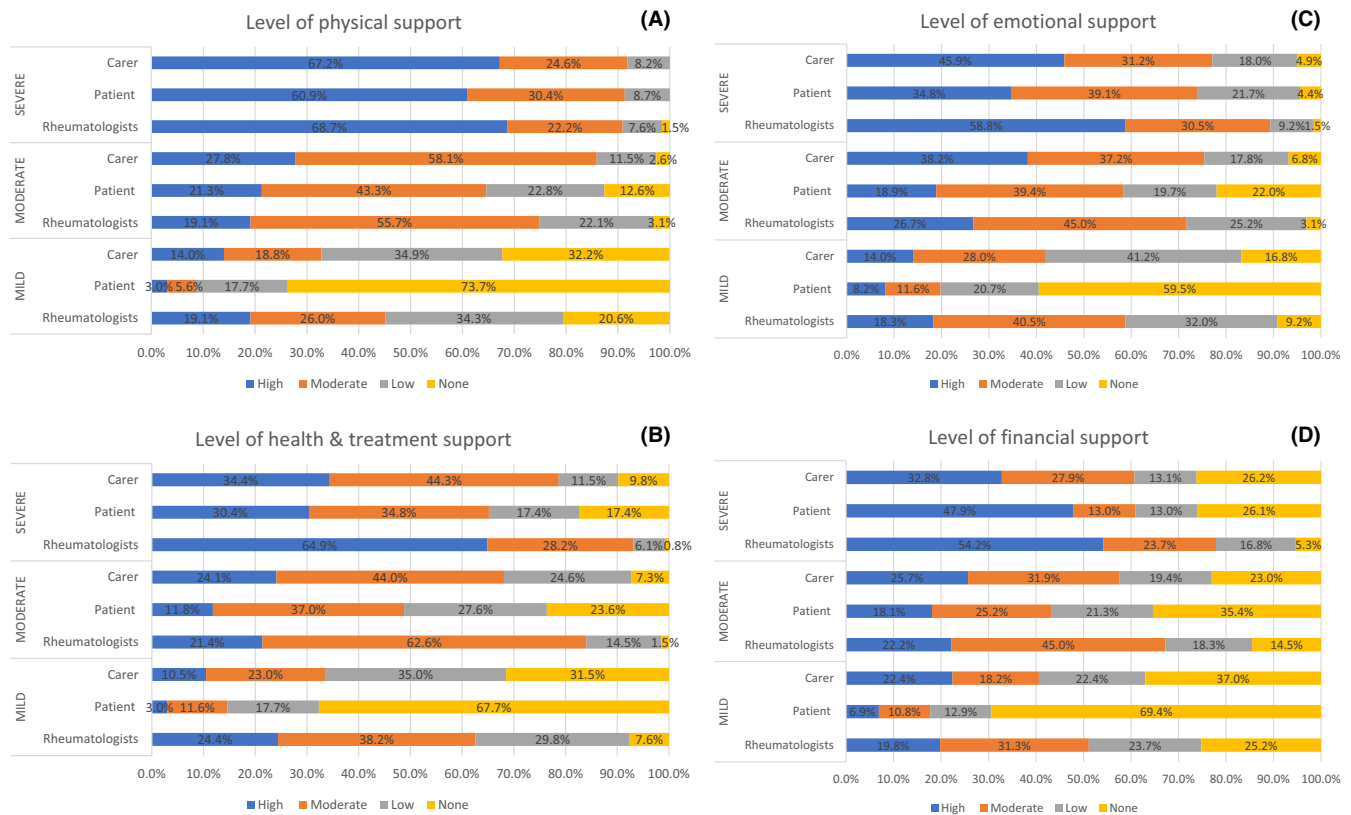 Level of physical support
(A)
SEVERE
Carer 67.2% 24.6% 8.2%
Patient 60.9% 30.4% 8.7%
Rheumatologists 68.7% 22.2% 7.6% 1.5%
MODERATE
Carer 27.8% 58.1% 11.5% 2.6%
Patient 21.3% 43.3% 22.8% 12.6%
Rheumatologists 19.1% 55.7% 22.1% 3.1%
MILD
Carer 14.0% 18.8% 34.9% 32.2%
Patient 3.0% 5.6% 17.7% 73.7%
Rheumatologists 19.1% 26.0% 34.3% 20.6%
0.0% 10.0% 20.0% 30.0% 40.0% 50.0% 60.0% 70.0% 80.0% 90.0% 100.0%
High Moderate Low None
Level of emotional support
(C)
SEVERE
Carer 45.9% 31.2% 18.0% 4.9%
Patient 34.8% 39.1% 21.7% 4.4%
Rheumatologists 58.8% 30.5% 9.2% 1.5%
MODERATE
Carer 38.2% 37.2% 17.8% 6.8%
Patient 18.9% 39.4% 19.7% 22.0%
Rheumatologists 26.7% 45.0% 25.2% 3.1%
MILD
Carer 14.0% 28.0% 41.2% 16.8%
Patient 8.2% 11.6% 20.7% 59.5%
Rheumatologists 18.3% 40.5% 32.0% 9.2%
0.0% 10.0% 20.0% 30.0% 40.0% 50.0% 60.0% 70.0% 80.0% 90.0% 100.0%
High Moderate Low None
Level of health & treatment support
(B)
SEVERE
Carer 34.4% 44.3% 11.5% 9.8%
Patient 30.4% 34.8% 17.4% 17.4%
Rheumatologists 64.9% 28.2% 6.1% 0.8%
MODERATE
Carer 24.1% 44.0% 24.6% 7.3%
Patient 11.8% 37.0% 27.6% 23.6%
Rheumatologists 21.4% 62.6% 14.5% 1.5%
MILD
Carer 10.5% 23.0% 35.0% 31.5%
Patient 3.0% 11.6% 17.7% 67.7%
Rheumatologists 24.4% 38.2% 29.8% 7.6%
0.0% 10.0% 20.0% 30.0% 40.0% 50.0% 60.0% 70.0% 80.0% 90.0% 100.0%
High Moderate Low None
Level of financial support
(D)
SEVERE
Carer 32.8% 27.9% 13.1% 26.2%
Patient 47.9% 13.0% 13.0% 26.1%
Rheumatologists 54.2% 23.7% 16.8% 5.3%
MODERATE
Carer 25.7% 31.9% 19.4% 23.0%
Patient 18.1% 25.2% 21.3% 35.4%
Rheumatologists 22.2% 45.0% 18.3% 14.5%
MILD
Carer 22.4% 18.2% 22.4% 37.0%
Patient 6.9% 10.8% 12.9% 69.4%
Rheumatologists 19.8% 31.3% 23.7% 25.2%
0.0% 10.0% 20.0% 30.0% 40.0% 50.0% 60.0% 70.0% 80.0% 90.0% 100.0%
High Moderate Low None